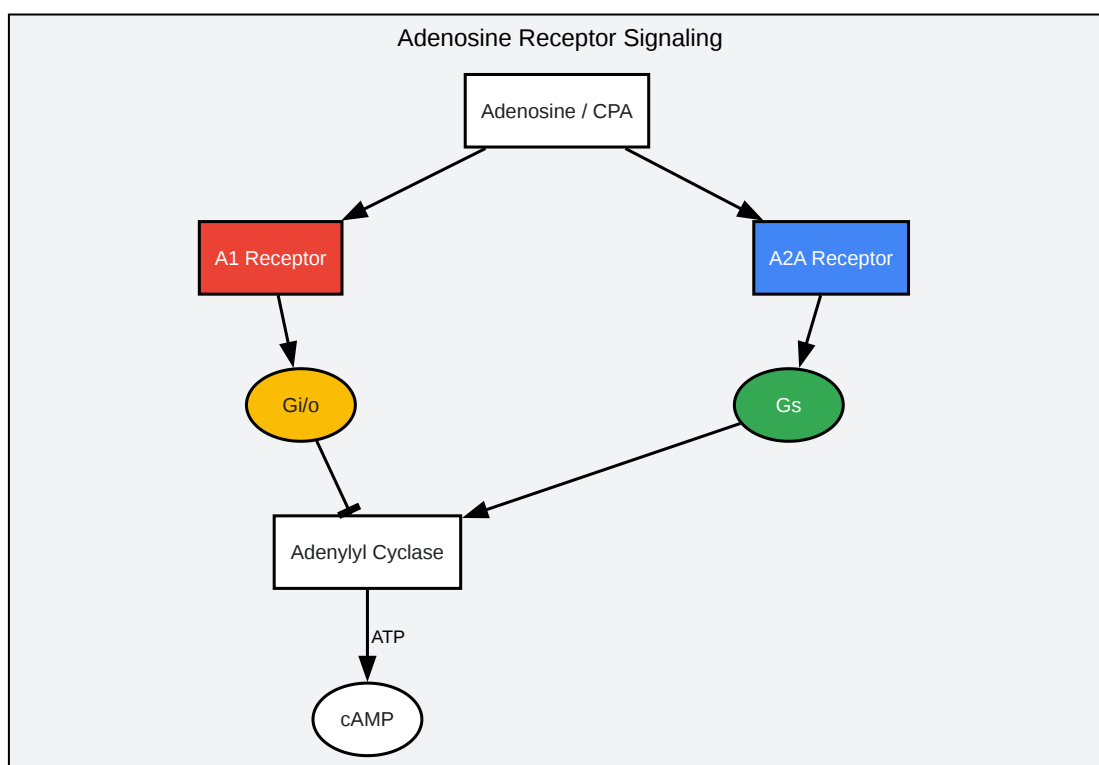 Adenosine Receptor Signaling
Adenosine / CPA
A1 Receptor
A2A Receptor
Gi/o
Gs
Adenylyl Cyclase
ATP
cAMP